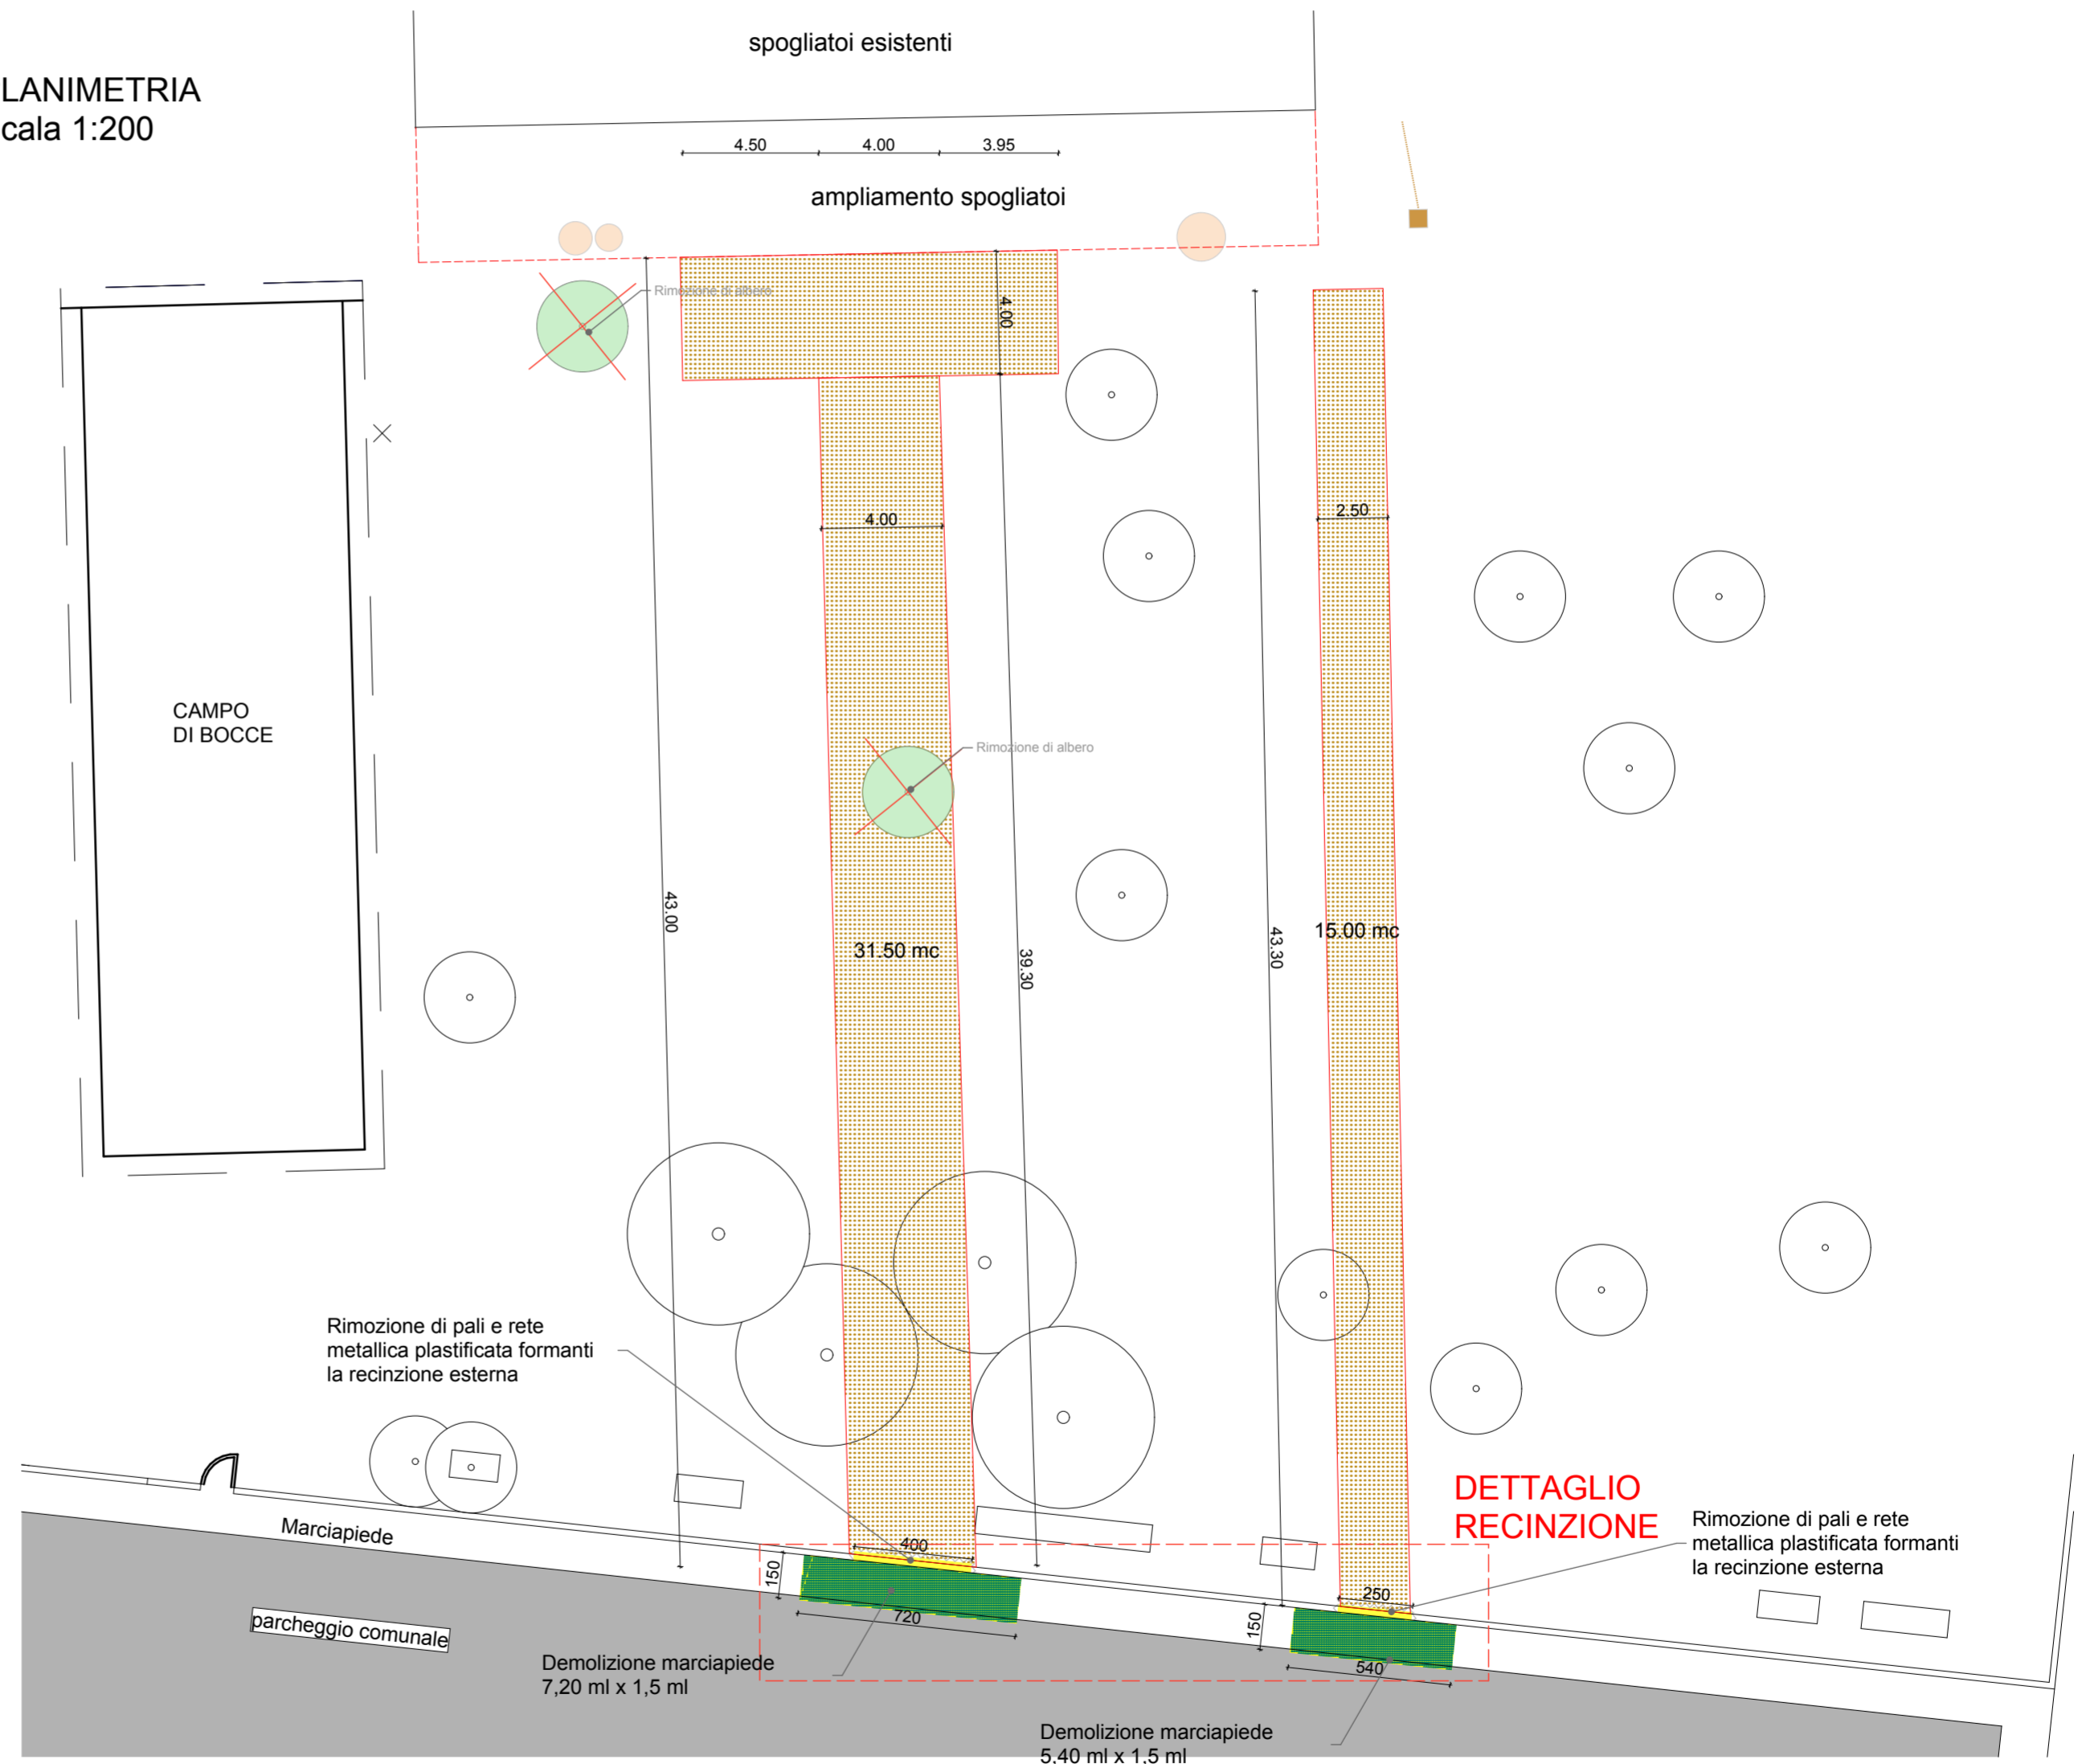 spogliatoi esistenti
LANIMETRIA
cala 1:200
4.50
4.00
3.95
ampliamento spogliatoi
Rimozione di albero
4.00
4.00
2.50
CAMPO
DI BOCCE
Rimozione di albero
43.00
31.50 mc
39.30
43.30
15.00 mc
Rimozione di pali e rete
metallica plastificata formanti
la recinzione esterna
DETTAGLIO
RECINZIONE
Rimozione di pali e rete
metallica plastificata formanti
la recinzione esterna
Marciapiede
400
150
720
250
150
540
parcheggio comunale
Demolizione marciapiede
7,20 ml x 1,5 ml
Demolizione marciapiede
5,40 ml x 1,5 ml